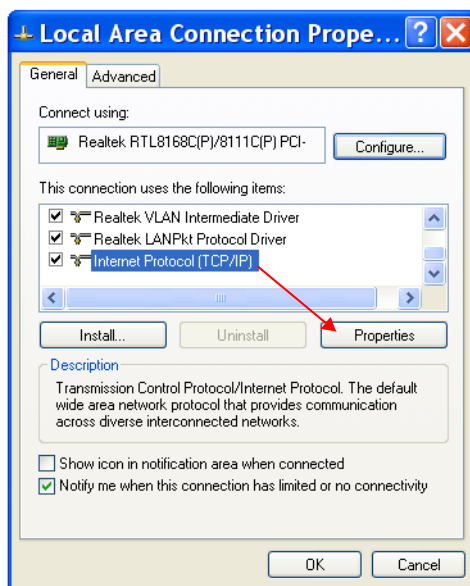 Local Area Connection Prope...
General
Advanced
Connect using:
Realtek RTL8168C(P)/8111C(P) PCI-
Configure...
This connection uses the following items:
Realtek VLAN Intermediate Driver
Realtek LANPkt Protocol Driver
Internet Protocol (TCP/IP)
Install...
Uninstall
Properties
Description
Transmission Control Protocol/Internet Protocol. The default
wide area network protocol that provides communication
across diverse interconnected networks.
Show icon in notification area when connected
Notify me when this connection has limited or no connectivity
OK
Cancel